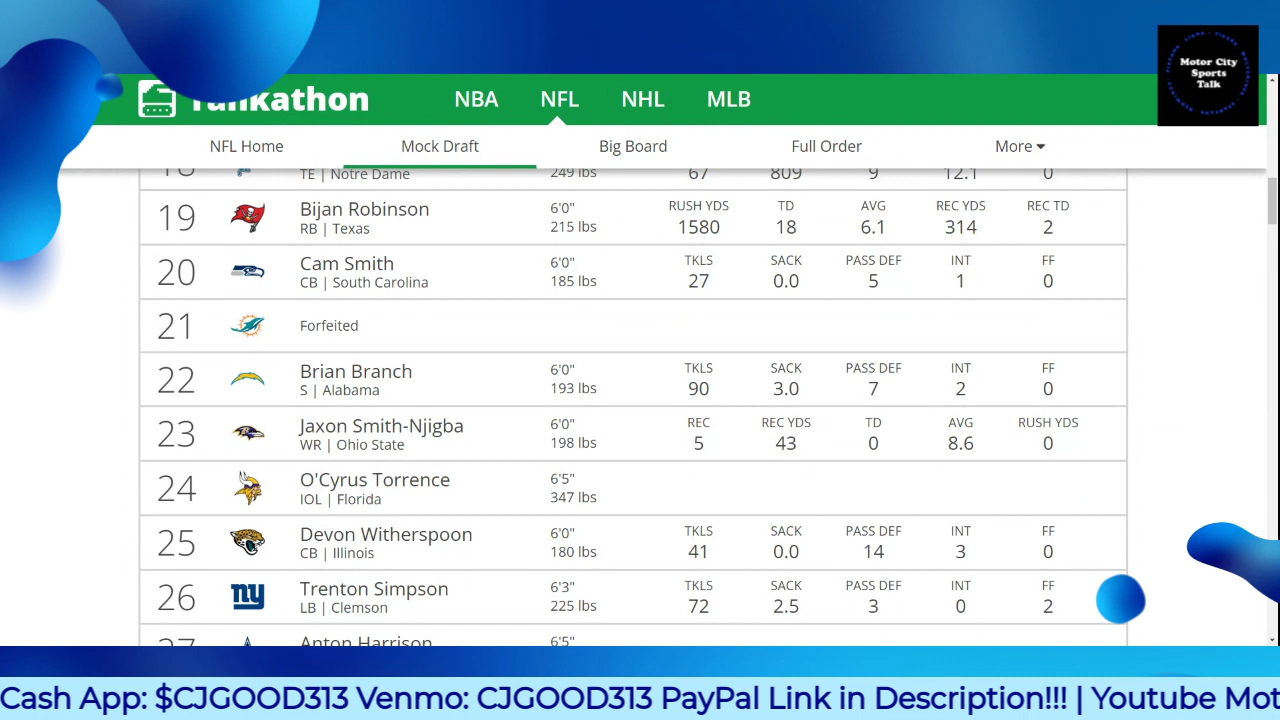 Motor City
Sports
Talk
Tankathon
NBA NFL NHL MLB
NFL Home Mock Draft Big Board Full Order More
18 TE | Notre Dame 249 lbs 67 809 9 12.1 0
19 Bijan Robinson 6'0" RUSH YDS TD AVG REC YDS REC TD
RB | Texas 215 lbs 1580 18 6.1 314 2
20 Cam Smith 6'0" TKLS SACK PASS DEF INT FF
CB | South Carolina 185 lbs 27 0.0 5 1 0
21 Forfeited
22 Brian Branch 6'0" TKLS SACK PASS DEF INT FF
S | Alabama 193 lbs 90 3.0 7 2 0
23 Jaxon Smith-Njigba 6'0" REC REC YDS TD AVG RUSH YDS
WR | Ohio State 198 lbs 5 43 0 8.6 0
24 O'Cyrus Torrence 6'5"
IOL | Florida 347 lbs
25 Devon Witherspoon 6'0" TKLS SACK PASS DEF INT FF
CB | Illinois 180 lbs 41 0.0 14 3 0
26 ny Trenton Simpson 6'3" TKLS SACK PASS DEF INT FF
LB | Clemson 225 lbs 72 2.5 3 0 2
27 Anton Harrison 6'5"
Cash App: $CJGOOD313 Venmo: CJGOOD313 PayPal Link in Description!!! | Youtube Mot